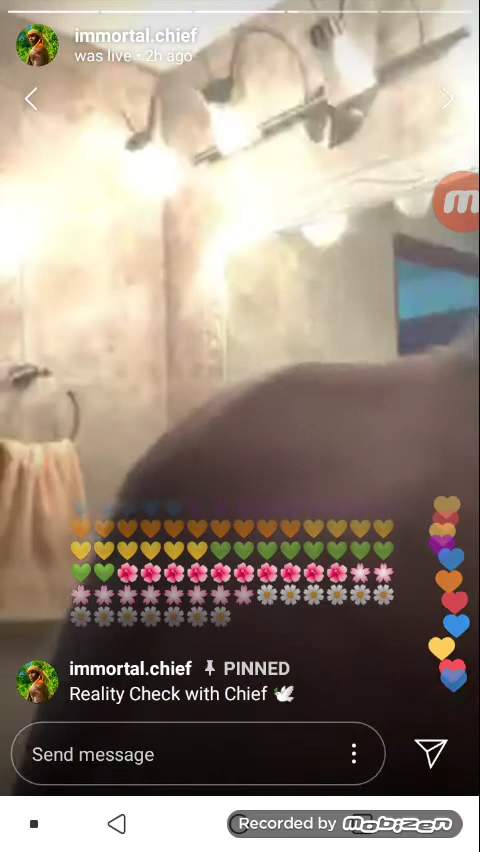 immortal.chief
was live • 2h ago
immortal.chief PINNED
Reality Check with Chief 🕊️
Send message
Recorded by mobizen